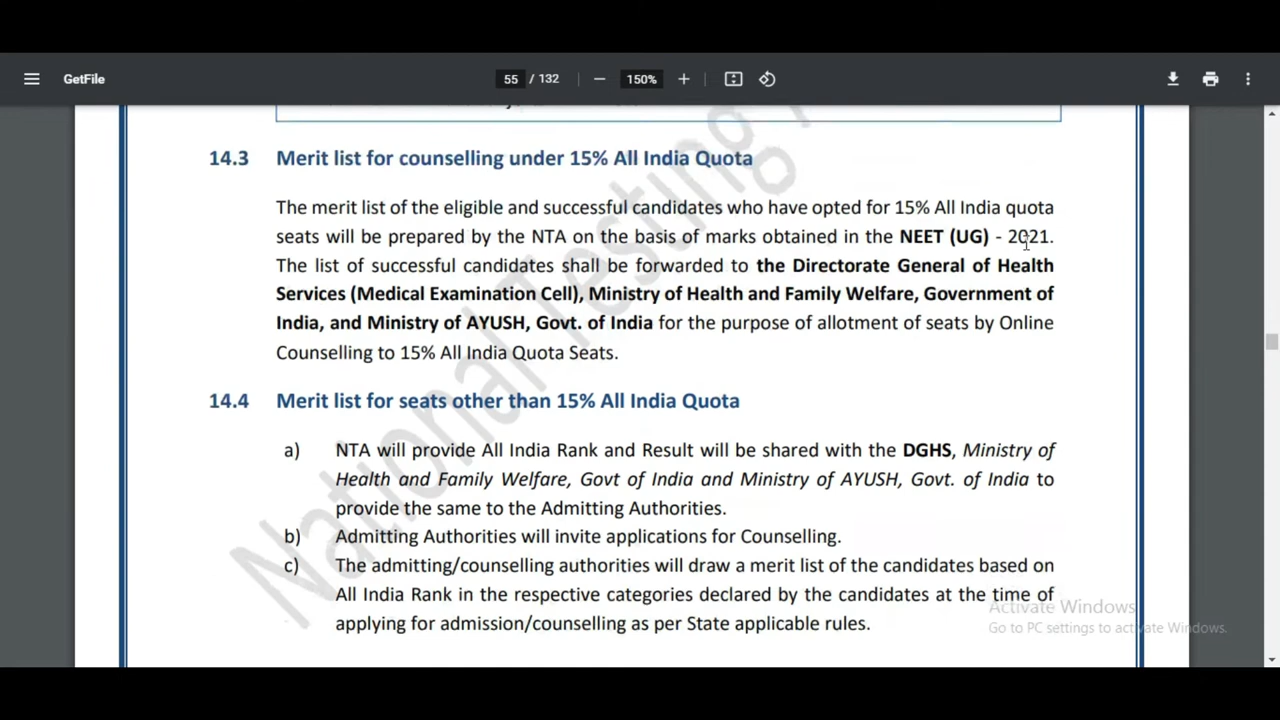 GetFile
55 / 132
150%
14.3 Merit list for counselling under 15% All India Quota
The merit list of the eligible and successful candidates who have opted for 15% All India quota
seats will be prepared by the NTA on the basis of marks obtained in the NEET (UG) - 2021.
The list of successful candidates shall be forwarded to the Directorate General of Health
Services (Medical Examination Cell), Ministry of Health and Family Welfare, Government of
India, and Ministry of AYUSH, Govt. of India for the purpose of allotment of seats by Online
Counselling to 15% All India Quota Seats.
14.4 Merit list for seats other than 15% All India Quota
a) NTA will provide All India Rank and Result will be shared with the DGHS, Ministry of
Health and Family Welfare, Govt of India and Ministry of AYUSH, Govt. of India to
provide the same to the Admitting Authorities.
b) Admitting Authorities will invite applications for Counselling.
c) The admitting/counselling authorities will draw a merit list of the candidates based on
All India Rank in the respective categories declared by the candidates at the time of
applying for admission/counselling as per State applicable rules.
National Testing
Activate Windows
Go to PC settings to activate Windows.